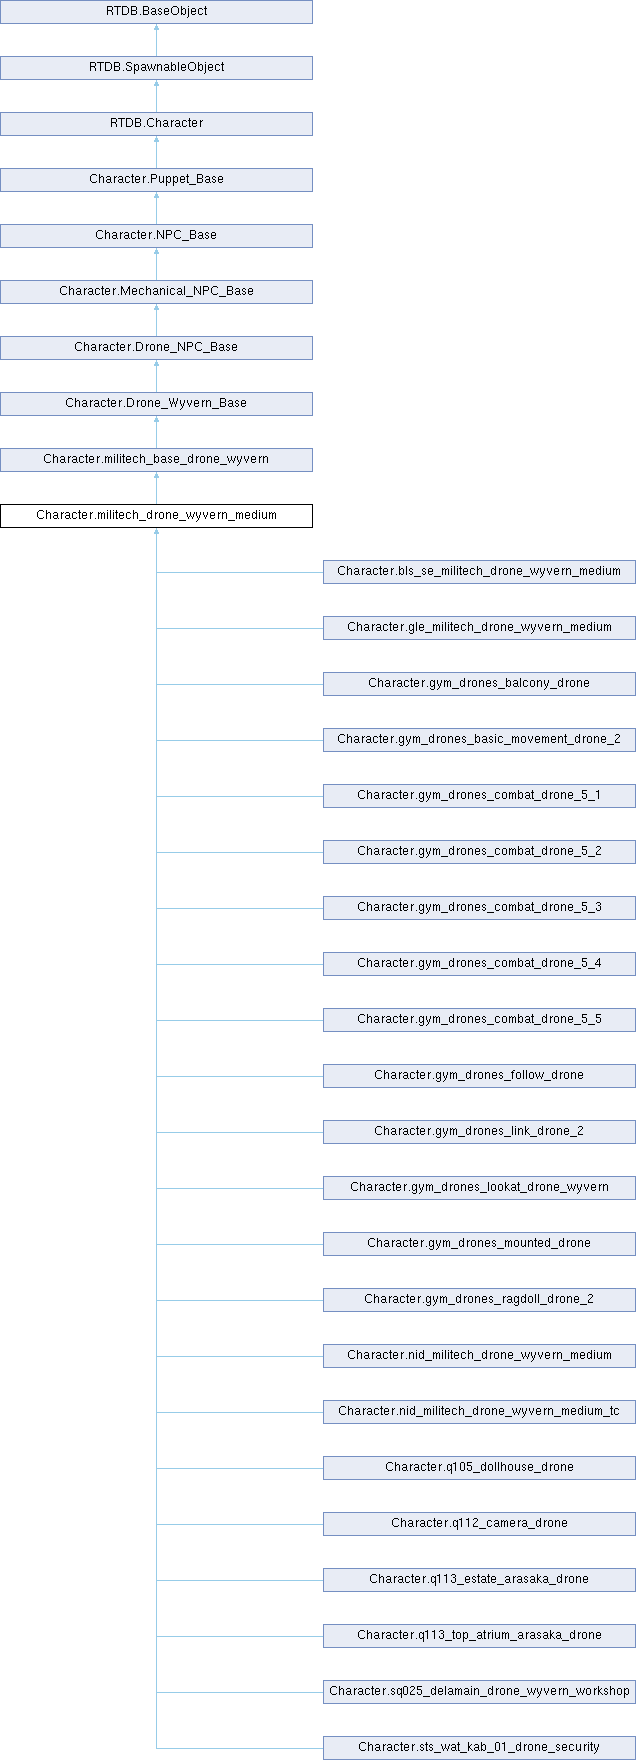 RTDB.BaseObject
RTDB.SpawnableObject
RTDB.Character
Character.Puppet_Base
Character.NPC_Base
Character.Mechanical_NPC_Base
Character.Drone_NPC_Base
Character.Drone_Wyvern_Base
Character.militech_base_drone_wyvern
Character.militech_drone_wyvern_medium
Character.bls_se_militech_drone_wyvern_medium
Character.gle_militech_drone_wyvern_medium
Character.gym_drones_balcony_drone
Character.gym_drones_basic_movement_drone_2
Character.gym_drones_combat_drone_5_1
Character.gym_drones_combat_drone_5_2
Character.gym_drones_combat_drone_5_3
Character.gym_drones_combat_drone_5_4
Character.gym_drones_combat_drone_5_5
Character.gym_drones_follow_drone
Character.gym_drones_link_drone_2
Character.gym_drones_lookat_drone_wyvern
Character.gym_drones_mounted_drone
Character.gym_drones_ragdoll_drone_2
Character.nid_militech_drone_wyvern_medium
Character.nid_militech_drone_wyvern_medium_tc
Character.q105_dollhouse_drone
Character.q112_camera_drone
Character.q113_estate_arasaka_drone
Character.q113_top_atrium_arasaka_drone
Character.sq025_delamain_drone_wyvern_workshop
Character.sts_wat_kab_01_drone_security